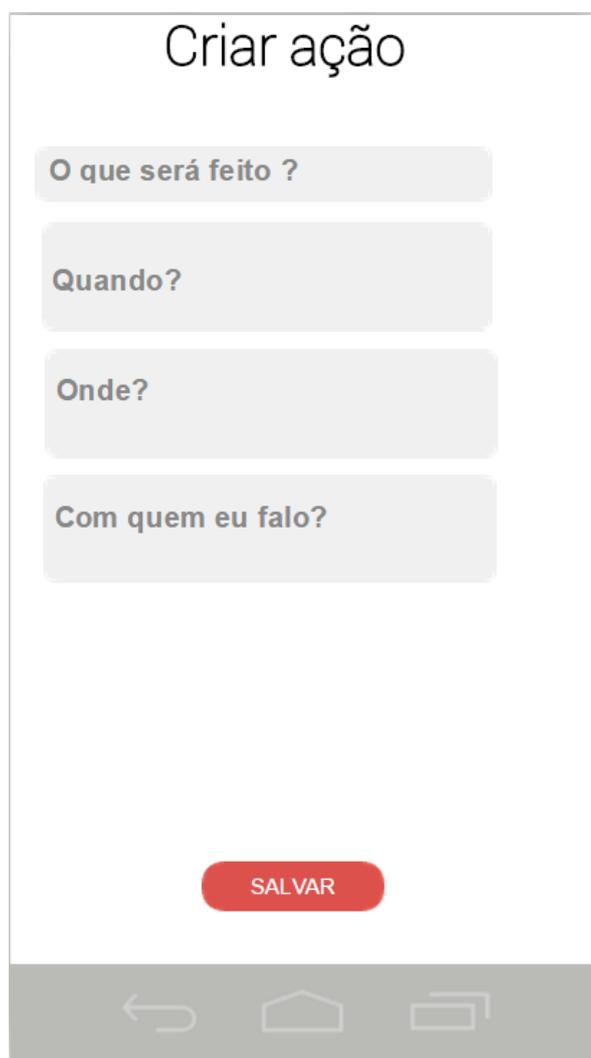 Criar ação
O que será feito ?
Quando?
Onde?
Com quem eu falo?
SALVAR